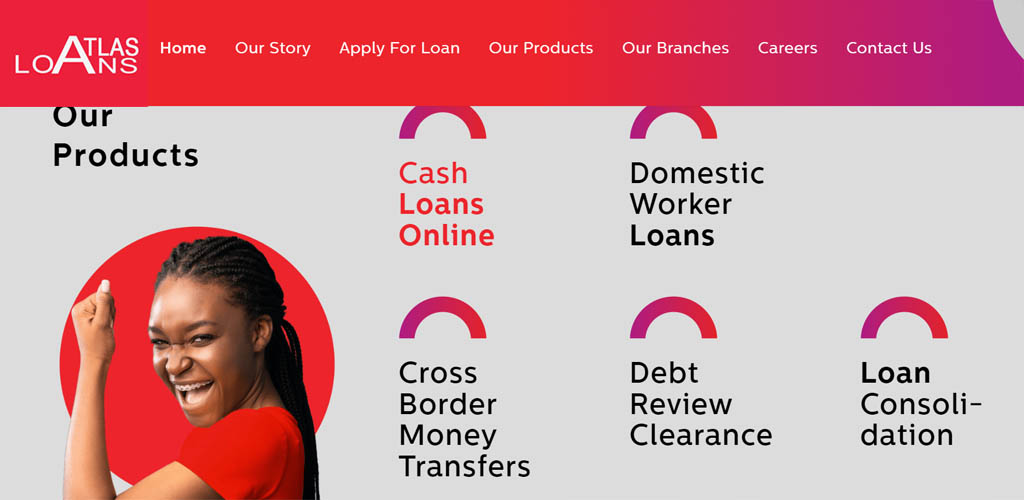 ATLAS
LOANS
Home Our Story Apply For Loan Our Products Our Branches Careers Contact Us
Our
Products
Cash
Loans
Online
Domestic
Worker
Loans
Cross
Border
Money
Transfers
Debt
Review
Clearance
Loan
Consoli-
dation